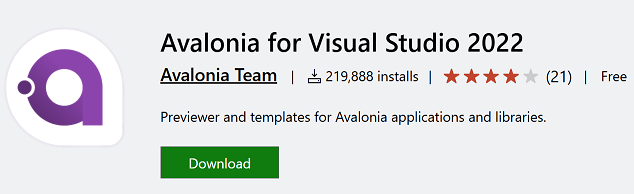 Avalonia for Visual Studio 2022
Avalonia Team | 219,888 installs | (21) | Free
Previewer and templates for Avalonia applications and libraries.
Download